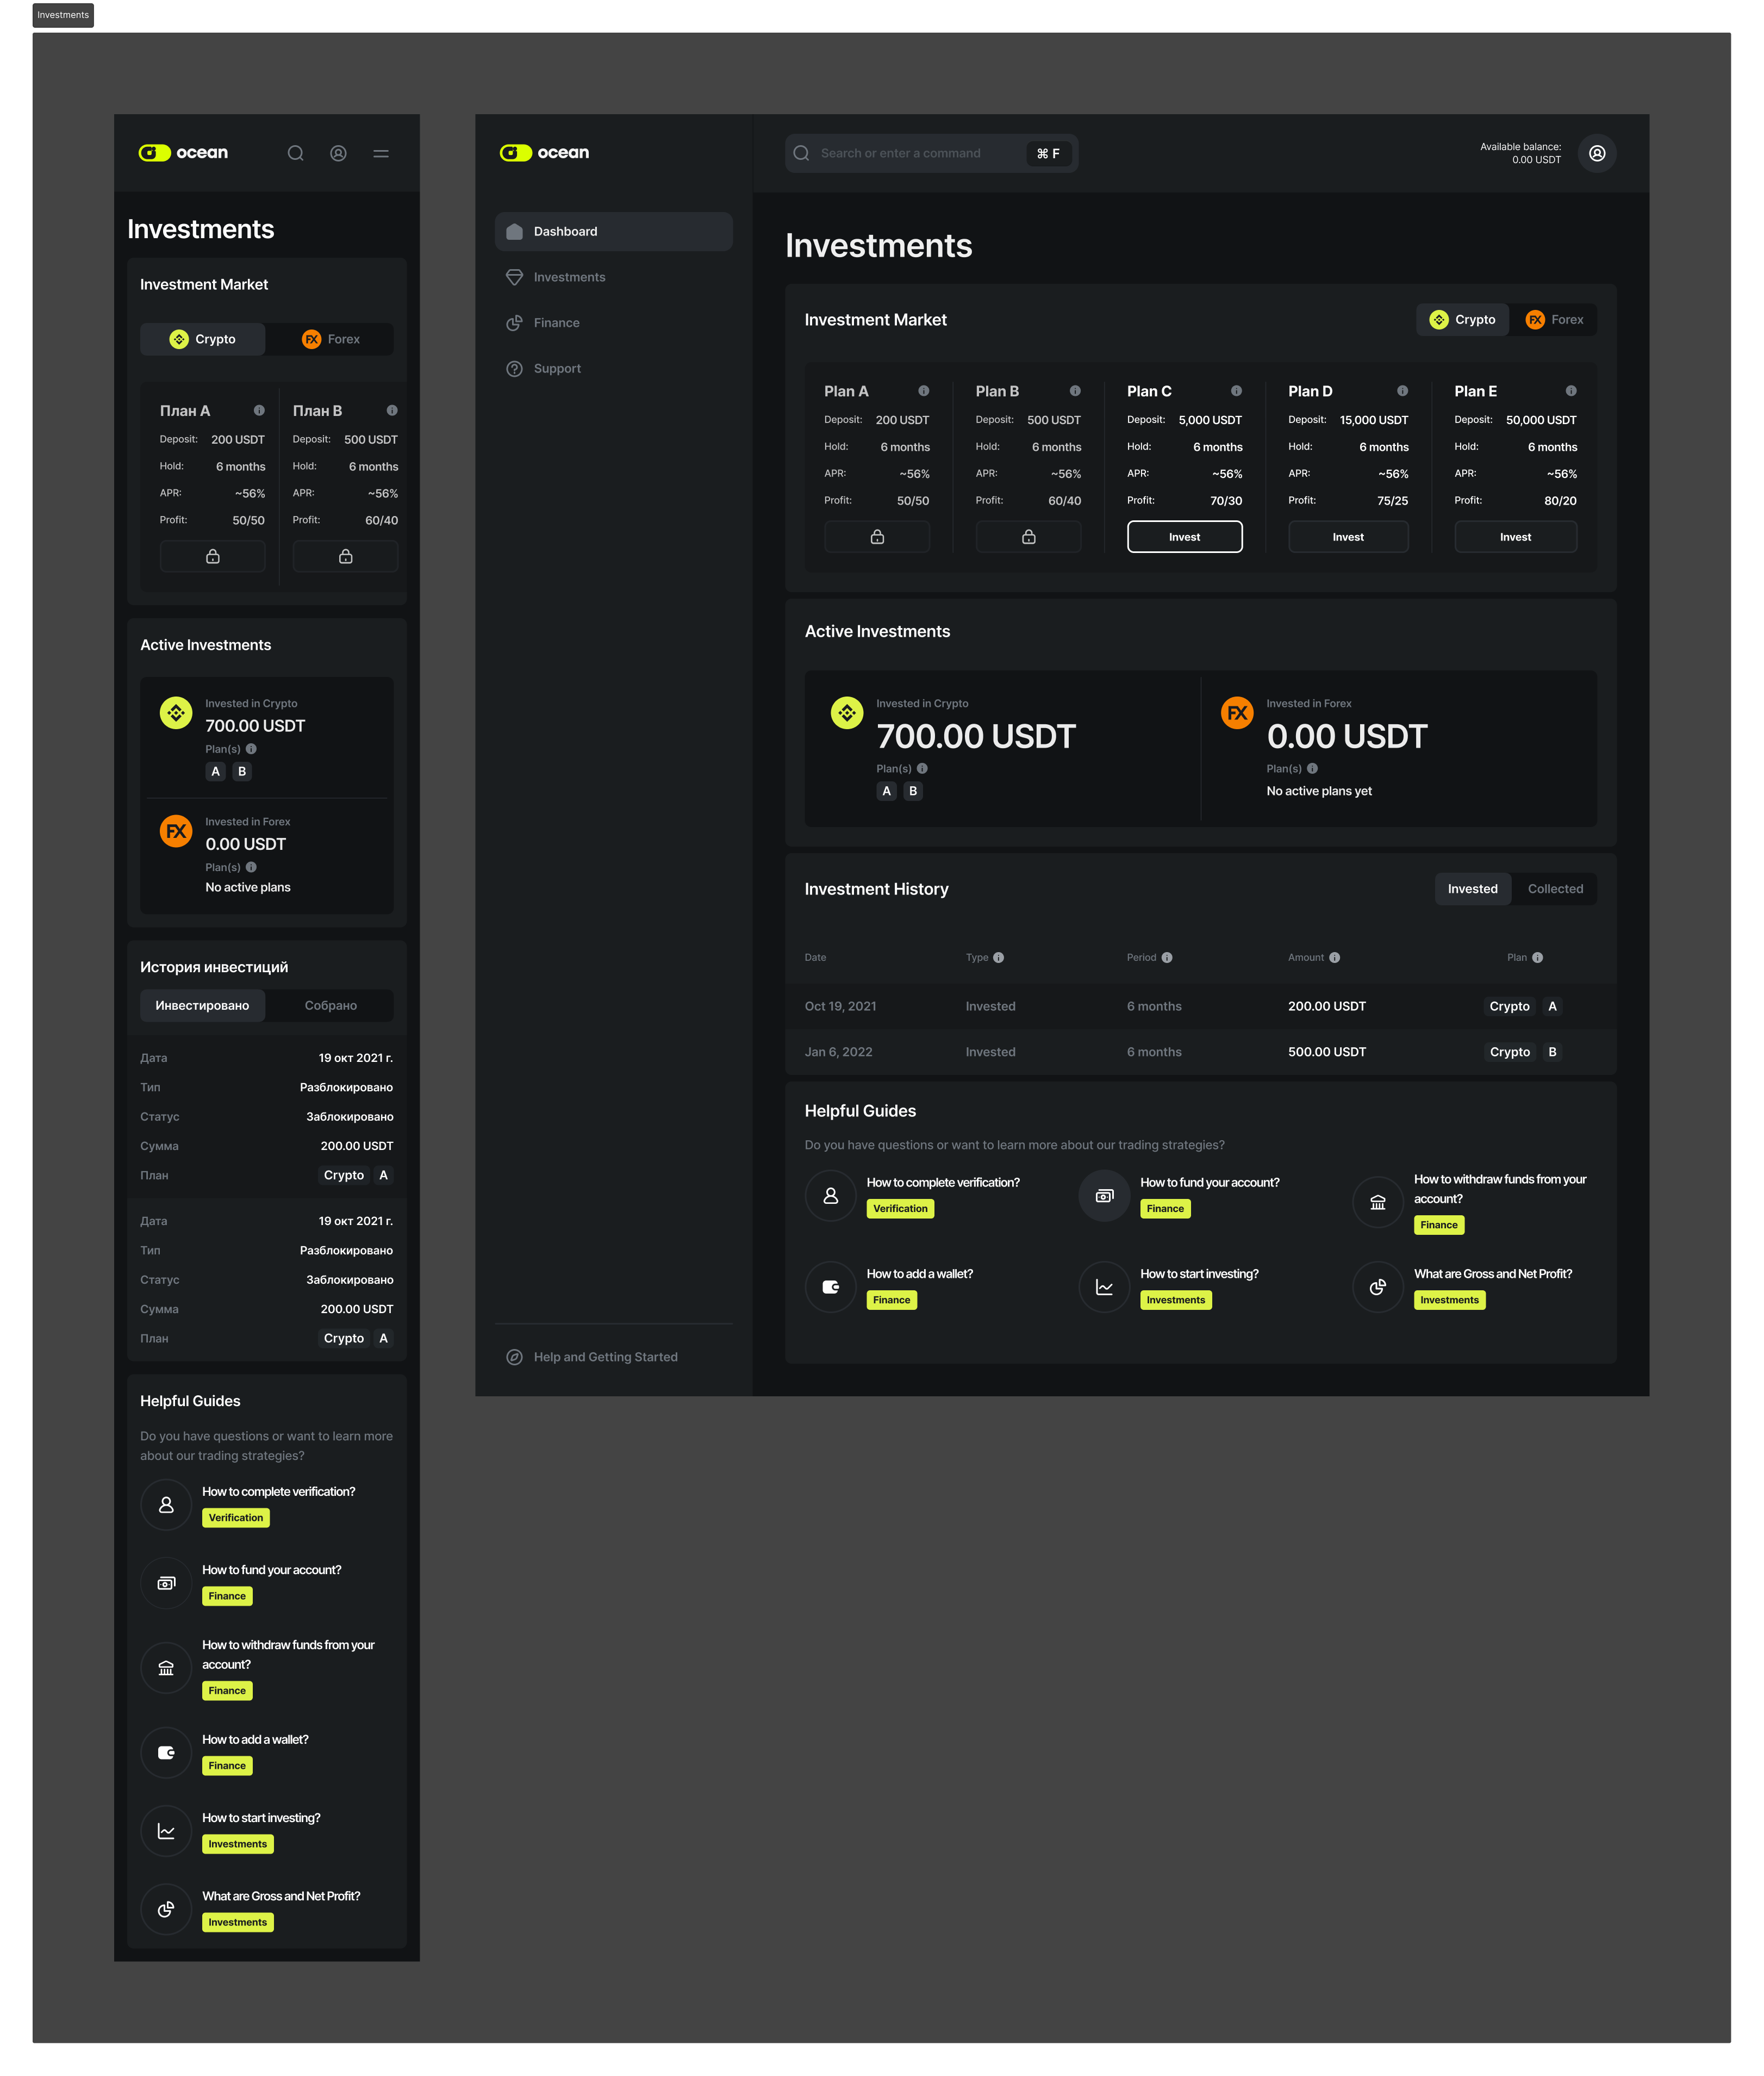 Investments
ocean
Investments
Investment Market
Crypto
FX Forex
План A
План B
Deposit: 200 USDT
Deposit: 500 USDT
Hold: 6 months
Hold: 6 months
APR: ~56%
APR: ~56%
Profit: 50/50
Profit: 60/40
Active Investments
Invested in Crypto
700.00 USDT
Plan(s)
A B
FX
Invested in Forex
0.00 USDT
Plan(s)
No active plans
История инвестиций
Инвестировано Собрано
Дата 19 окт 2021 г.
Тип Разблокировано
Статус Заблокировано
Сумма 200.00 USDT
План Crypto A
Дата 19 окт 2021 г.
Тип Разблокировано
Статус Заблокировано
Сумма 200.00 USDT
План Crypto A
Helpful Guides
Do you have questions or want to learn more
about our trading strategies?
How to complete verification?
Verification
How to fund your account?
Finance
How to withdraw funds from your
account?
Finance
How to add a wallet?
Finance
How to start investing?
Investments
What are Gross and Net Profit?
Investments
ocean
Dashboard
Investments
Finance
Support
Help and Getting Started
Search or enter a command ⌘ F
Available balance:
0.00 USDT
Investments
Investment Market
Crypto
FX Forex
Plan A
Deposit: 200 USDT
Hold: 6 months
APR: ~56%
Profit: 50/50
Plan B
Deposit: 500 USDT
Hold: 6 months
APR: ~56%
Profit: 60/40
Plan C
Deposit: 5,000 USDT
Hold: 6 months
APR: ~56%
Profit: 70/30
Invest
Plan D
Deposit: 15,000 USDT
Hold: 6 months
APR: ~56%
Profit: 75/25
Invest
Plan E
Deposit: 50,000 USDT
Hold: 6 months
APR: ~56%
Profit: 80/20
Invest
Active Investments
Invested in Crypto
700.00 USDT
Plan(s)
A B
FX
Invested in Forex
0.00 USDT
Plan(s)
No active plans yet
Investment History
Invested Collected
Date Type Period Amount Plan
Oct 19, 2021 Invested 6 months 200.00 USDT Crypto A
Jan 6, 2022 Invested 6 months 500.00 USDT Crypto B
Helpful Guides
Do you have questions or want to learn more about our trading strategies?
How to complete verification?
Verification
How to fund your account?
Finance
How to withdraw funds from your
account?
Finance
How to add a wallet?
Finance
How to start investing?
Investments
What are Gross and Net Profit?
Investments